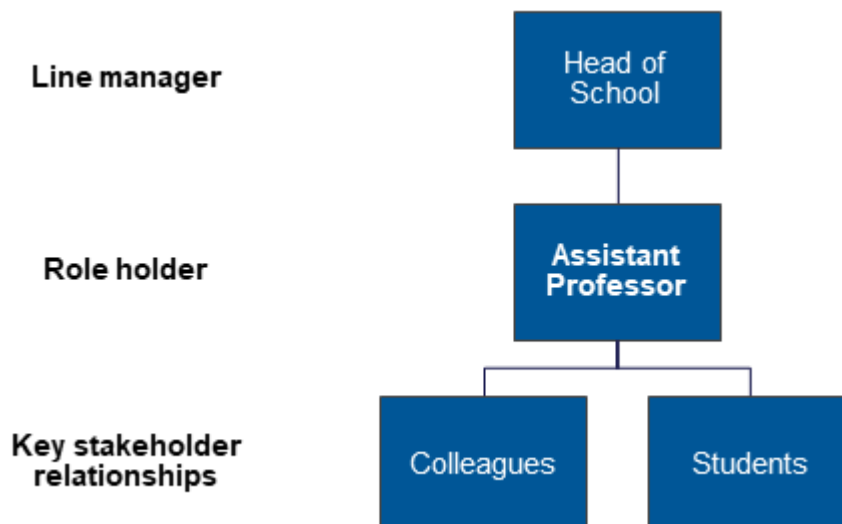 Line manager
Head of
School
Role holder
Assistant
Professor
Key stakeholder
relationships
Colleagues
Students